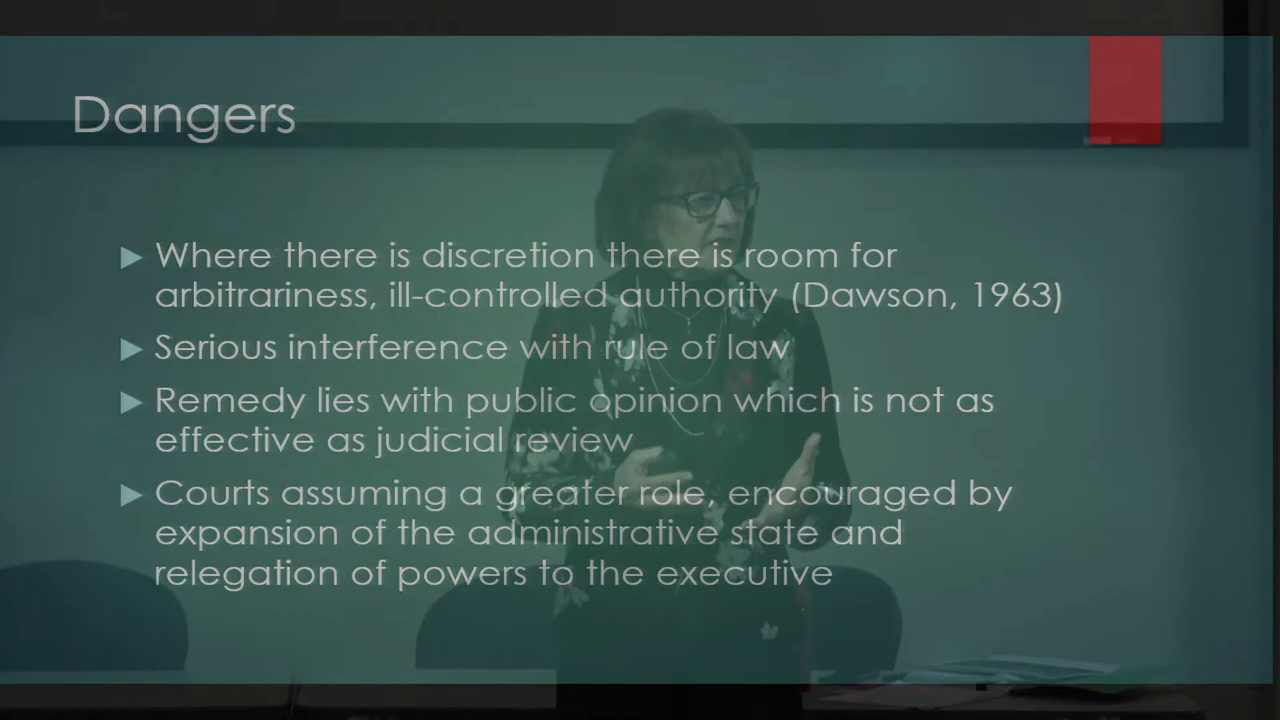 Dangers
Where there is discretion there is room for
arbitrariness, ill-controlled authority (Dawson, 1963)
Serious interference with rule of law
Remedy lies with public opinion which is not as
effective as judicial review
Courts assuming a greater role, encouraged by
expansion of the administrative state and
relegation of powers to the executive